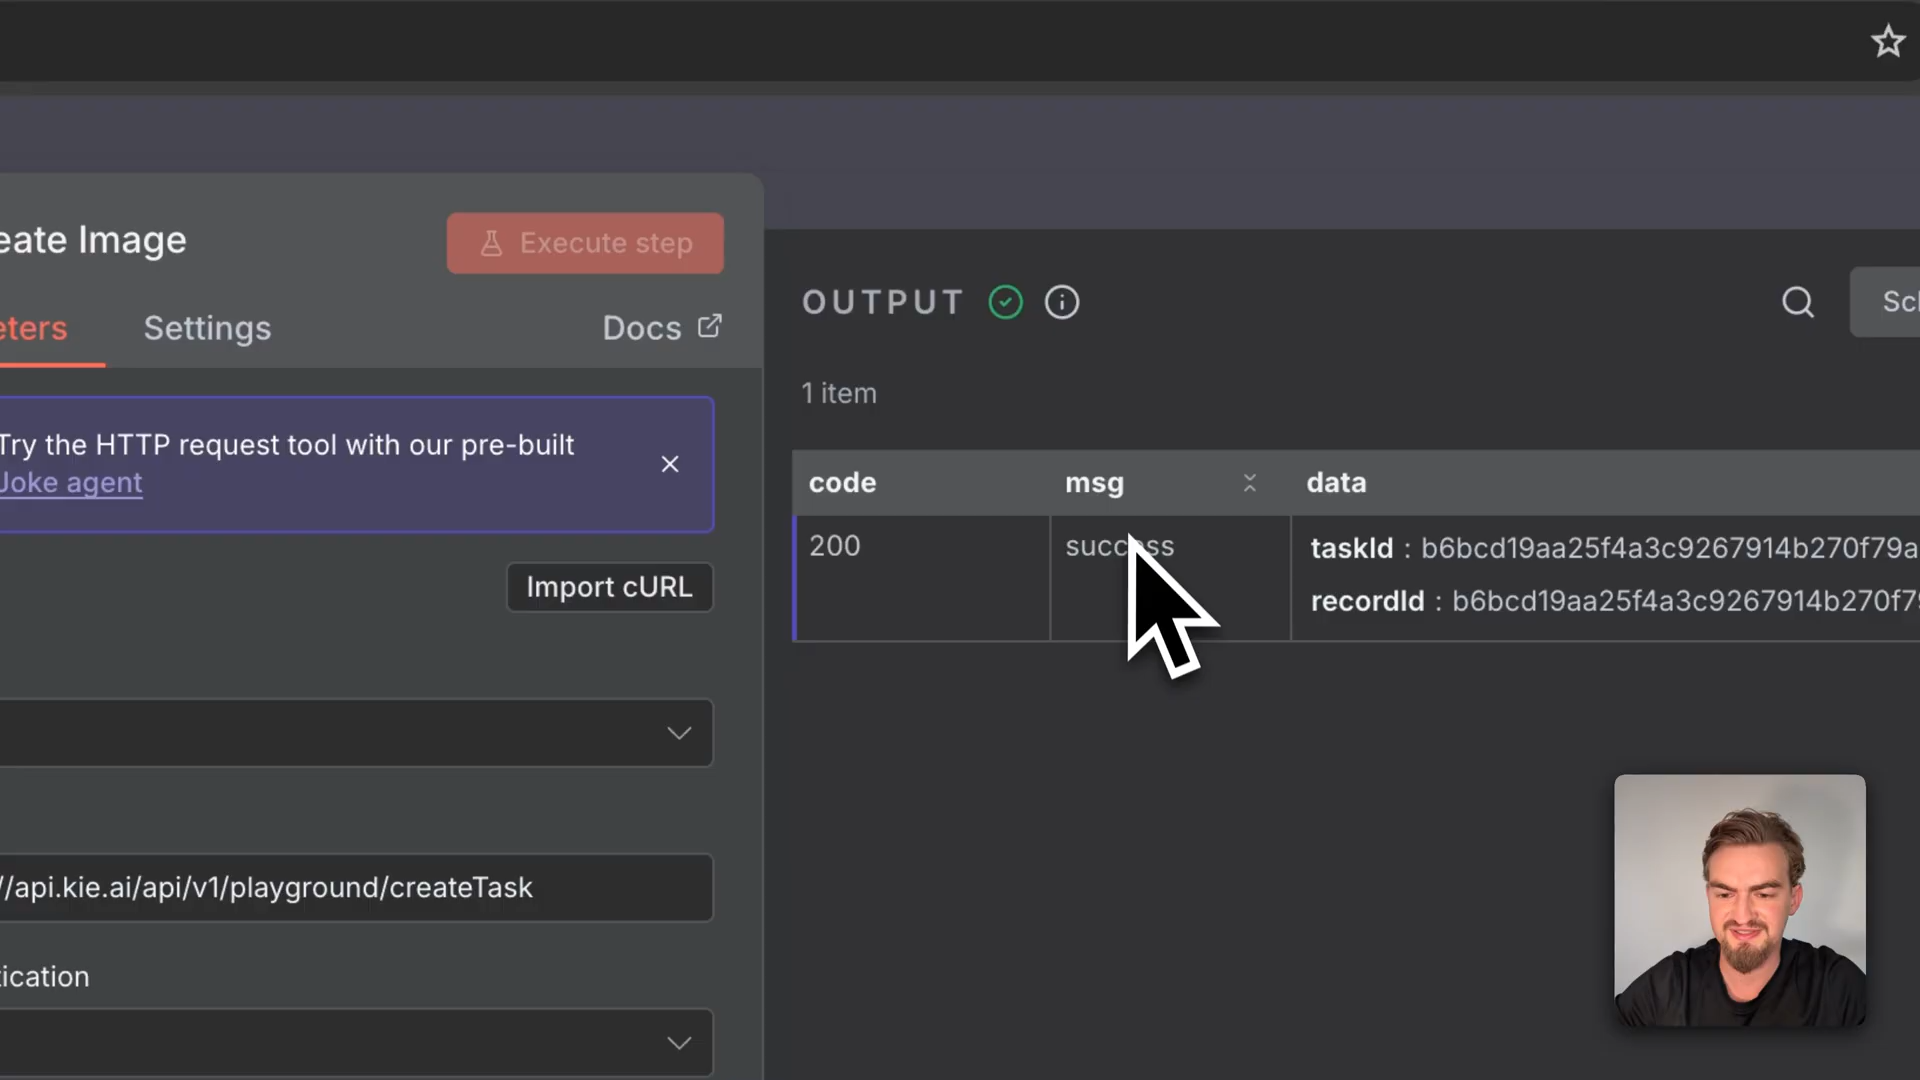 eate Image
Execute step
eters
Settings
Docs
Try the HTTP request tool with our pre-built
Joke agent
Import cURL
//api.kie.ai/api/v1/playground/createTask
tication
OUTPUT
1 item
code
msg
data
200
success
taskId : b6bcd19aa25f4a3c9267914b270f79a
recordId : b6bcd19aa25f4a3c9267914b270f7